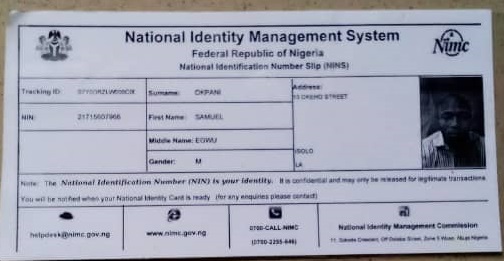 National Identity Management System
Federal Republic of Nigeria
National Identification Number Slip (NINS)
Nimc
Tracking ID:
Surname: OKPANI
Address:
OKEHO STREET
NIN: 21715607966
First Name: SAMUEL
Middle Name: EGWU
ISOLO
Gender: M
LA
Note: The National Identification Number (NIN) is your identity. It is confidential and may only be released for legitimate transactions.
You will be notified when your National Identity Card is ready (for any enquiries please contact)
helpdesk@nimc.gov.ng
www.nimc.gov.ng
0700-CALL-NIMC
(0700-2255-646)
National Identity Management Commission
11, Sokode Crescent, Off Dalaba Street, Zone 5 Wuse, Abuja Nigeria